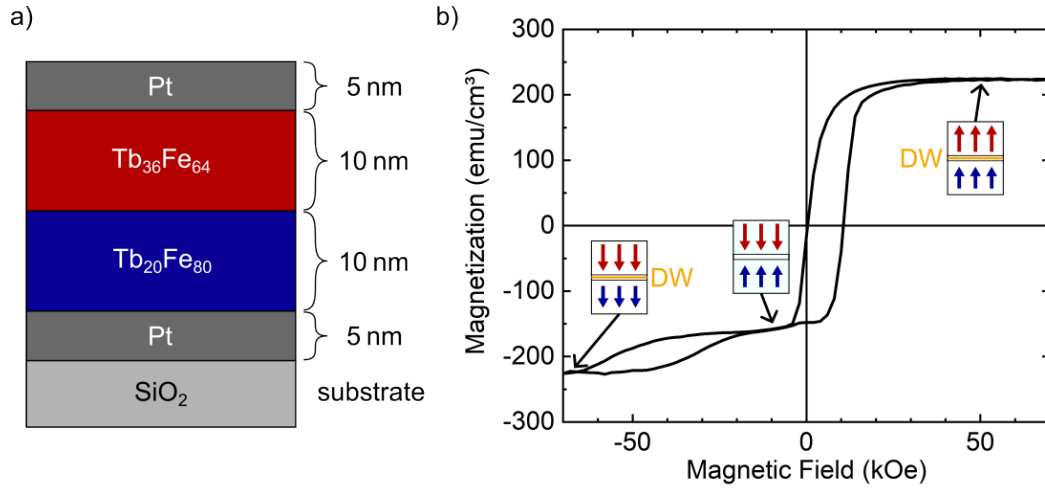 a)
Pt
5 nm
Tb₃₆Fe₆₄
10 nm
Tb₂₀Fe₈₀
10 nm
Pt
5 nm
SiO₂
substrate
b)
Magnetization (emu/cm³)
300
200
100
0
-100
-200
-300
DW
DW
-50
0
50
Magnetic Field (kOe)